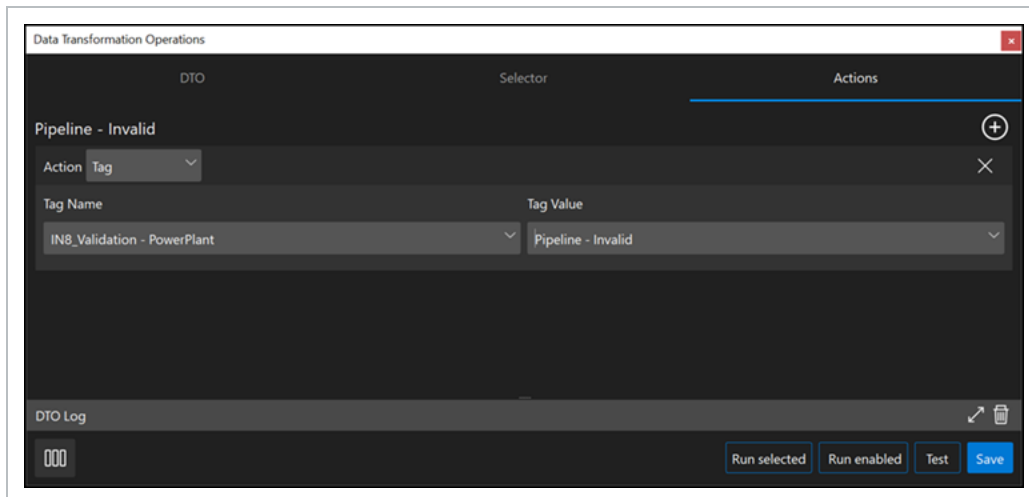 Data Transformation Operations
DTO Selector Actions
Pipeline - Invalid
Action Tag
Tag Name Tag Value
IN8_Validation - PowerPlant Pipeline - Invalid
DTO Log
Run selected Run enabled Test Save